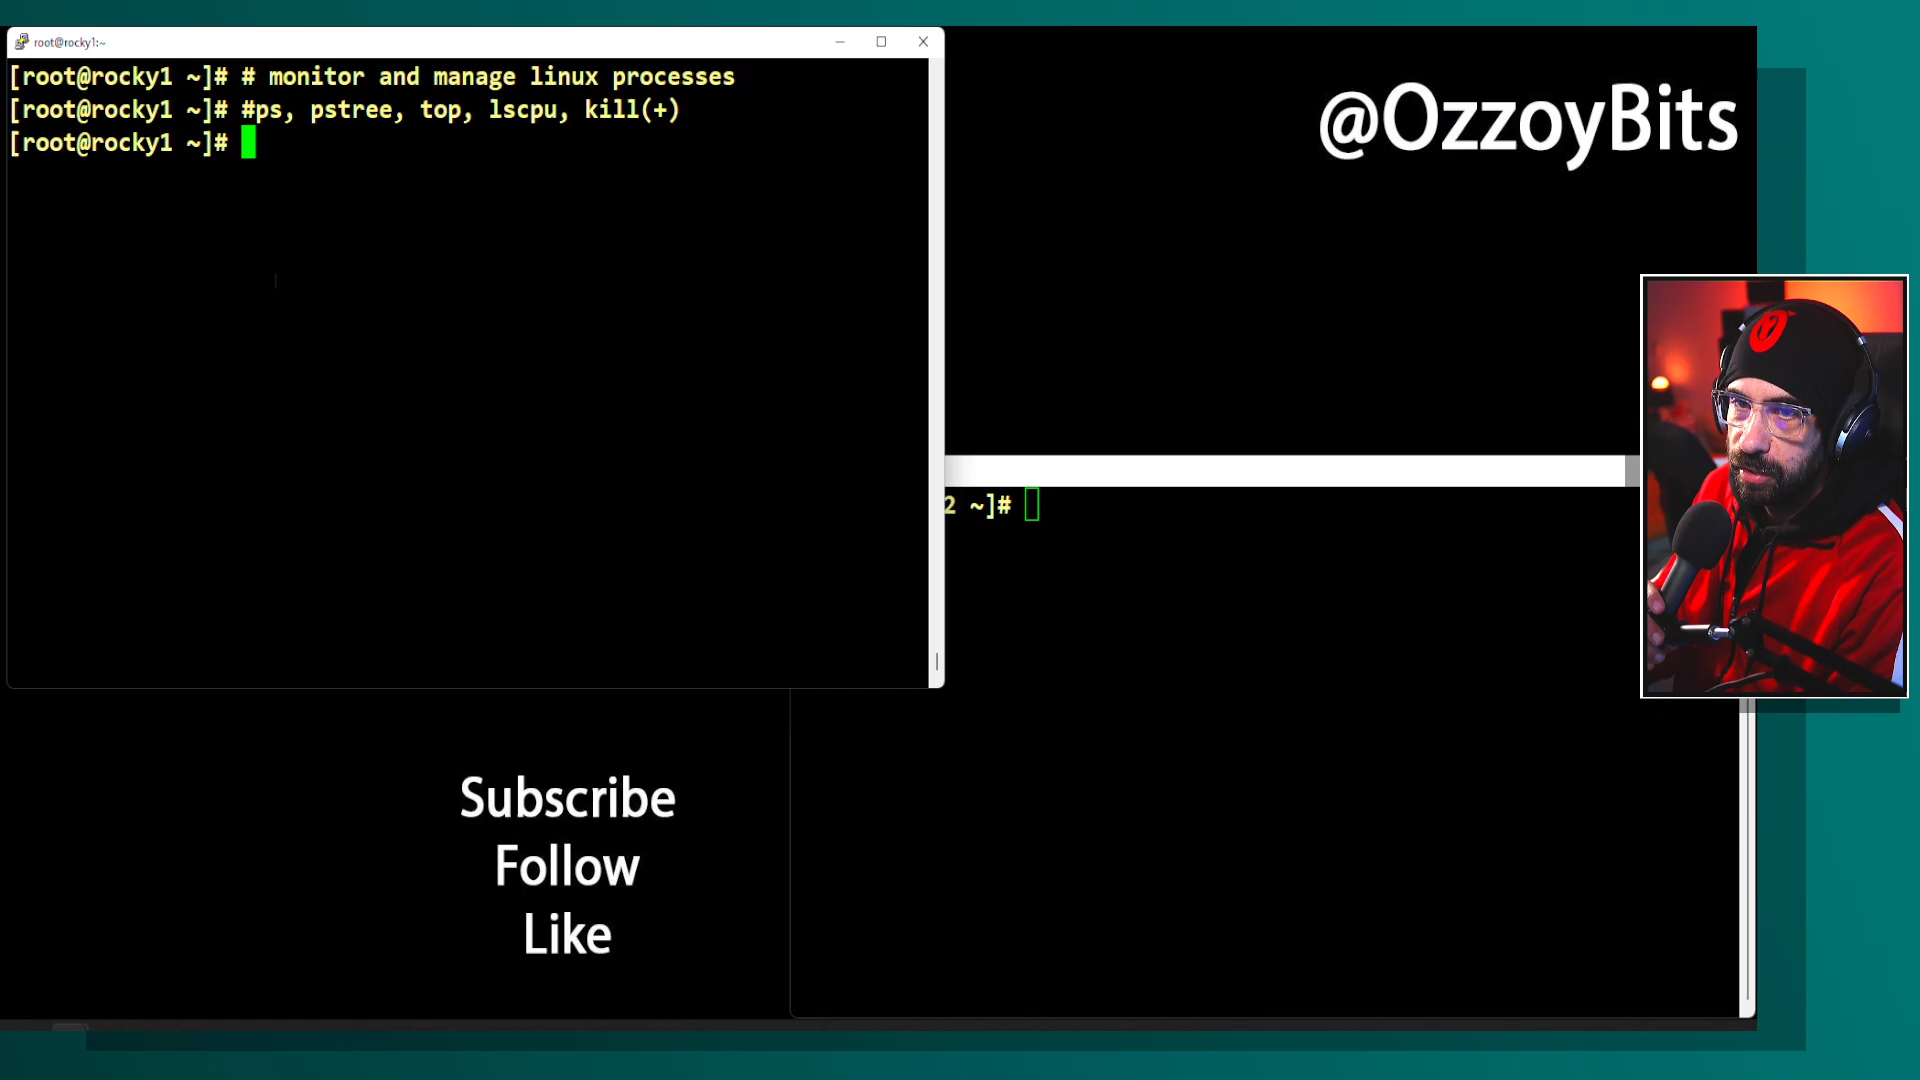 root@rocky1:~
[root@rocky1 ~]# # monitor and manage linux processes
[root@rocky1 ~]# #ps, pstree, top, lscpu, kill(+)
[root@rocky1 ~]#
@OzzoyBits
2 ~]#
Subscribe
Follow
Like